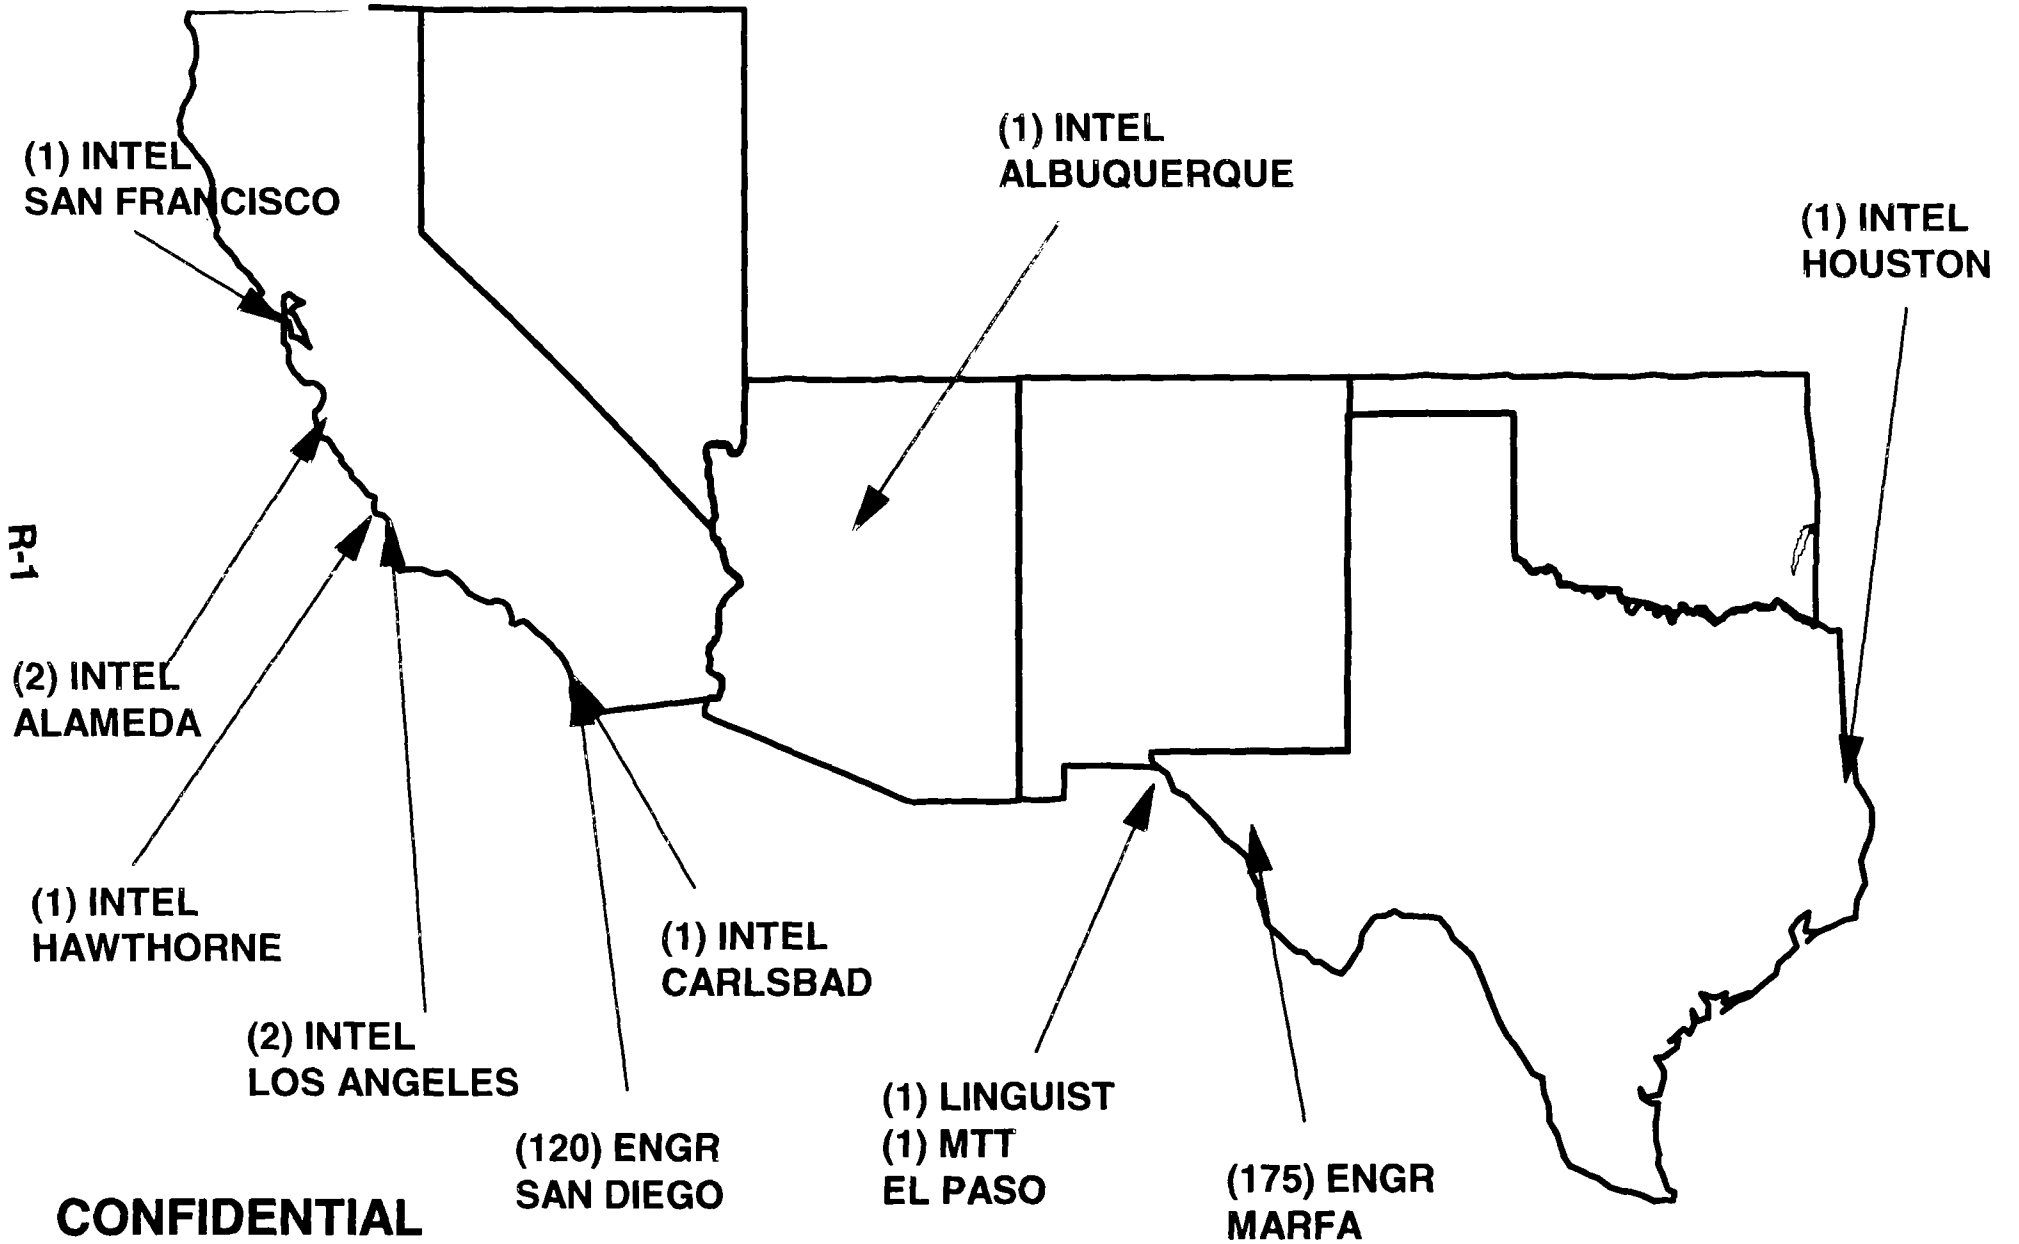 (1) INTEL
SAN FRANCISCO
(1) INTEL
ALBUQUERQUE
(1) INTEL
HOUSTON
R-1
(2) INTEL
ALAMEDA
(1) INTEL
HAWTHORNE
(1) INTEL
CARLSBAD
(2) INTEL
LOS ANGELES
(120) ENGR
SAN DIEGO
(1) LINGUIST
(1) MTT
EL PASO
(175) ENGR
MARFA
CONFIDENTIAL